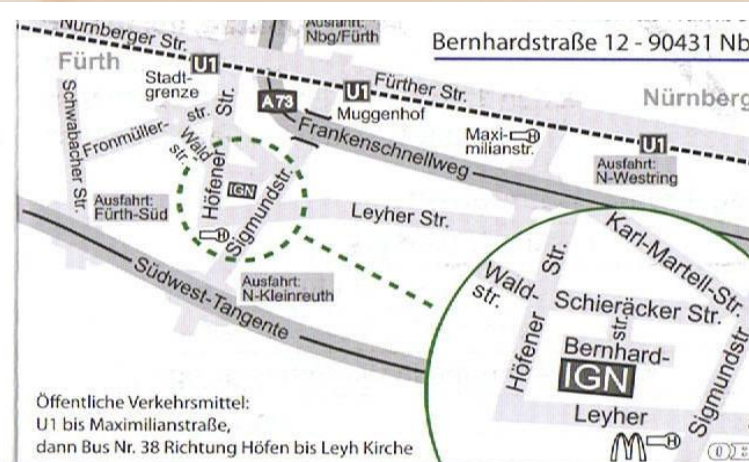 Ausfahrt:
Nbg/Fürth
Bernhardstraße 12 - 90431 Nb
Nürnberger Str.
Fürth
U1
Stadt-
grenze
A 73
U1
Fürther Str.
Nürnberg
Muggenhof
Maxi-
milianstr.
H
U1
Schwabacher Str.
Fronmüller-
str.
Wald
str.
Höfener Str.
Frankenschnellweg
Ausfahrt:
N-Westring
IGN
Sigmundstr.
H
Ausfahrt:
Fürth-Süd
Leyher Str.
Südwest-Tangente
Ausfahrt:
N-Kleinreuth
Karl-Martell-Str.
Wald-
str.
Höfener Str.
Schieräcker Str.
Bernhard-
str.
IGN
Leyher
Sigmundstr
H
Öffentliche Verkehrsmittel:
U1 bis Maximilianstraße,
dann Bus Nr. 38 Richtung Höfen bis Leyh Kirche